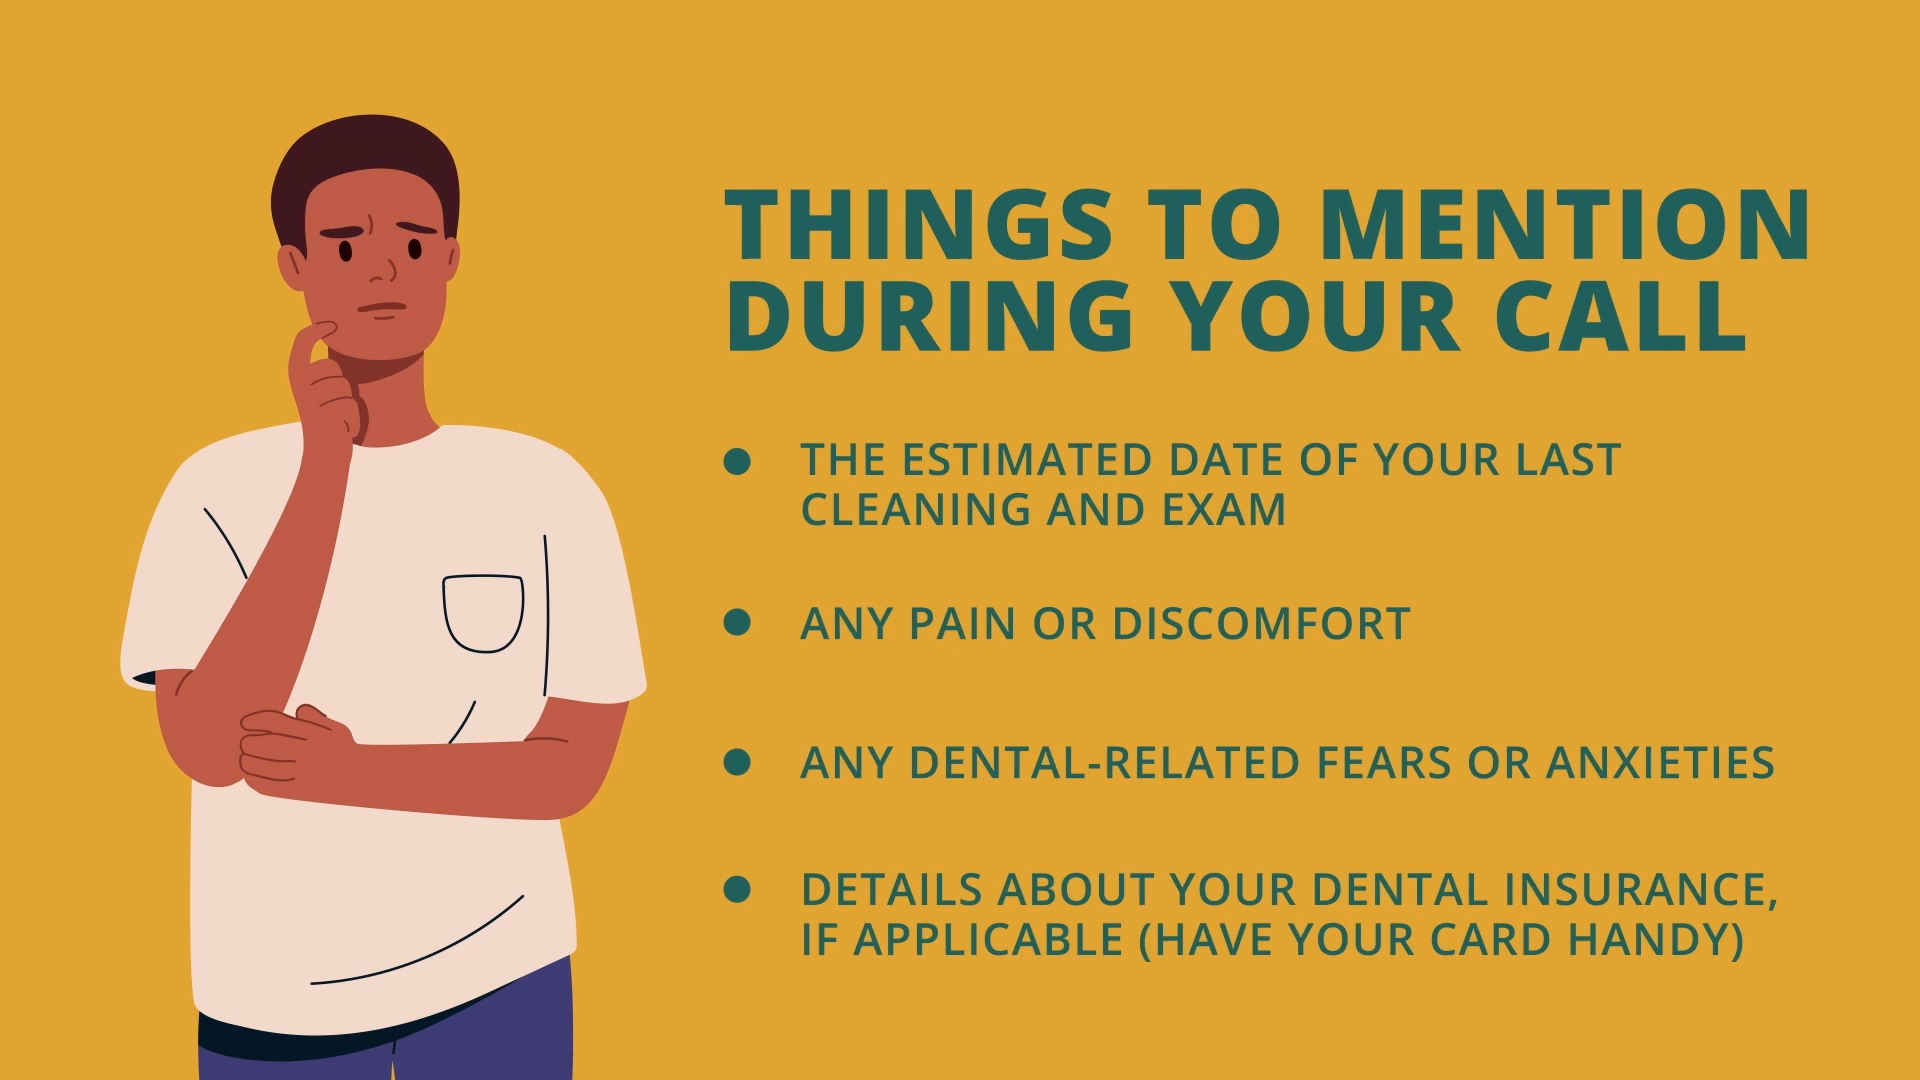 THINGS TO MENTION
DURING YOUR CALL
THE ESTIMATED DATE OF YOUR LAST
CLEANING AND EXAM
ANY PAIN OR DISCOMFORT
ANY DENTAL-RELATED FEARS OR ANXIETIES
DETAILS ABOUT YOUR DENTAL INSURANCE,
IF APPLICABLE (HAVE YOUR CARD HANDY)